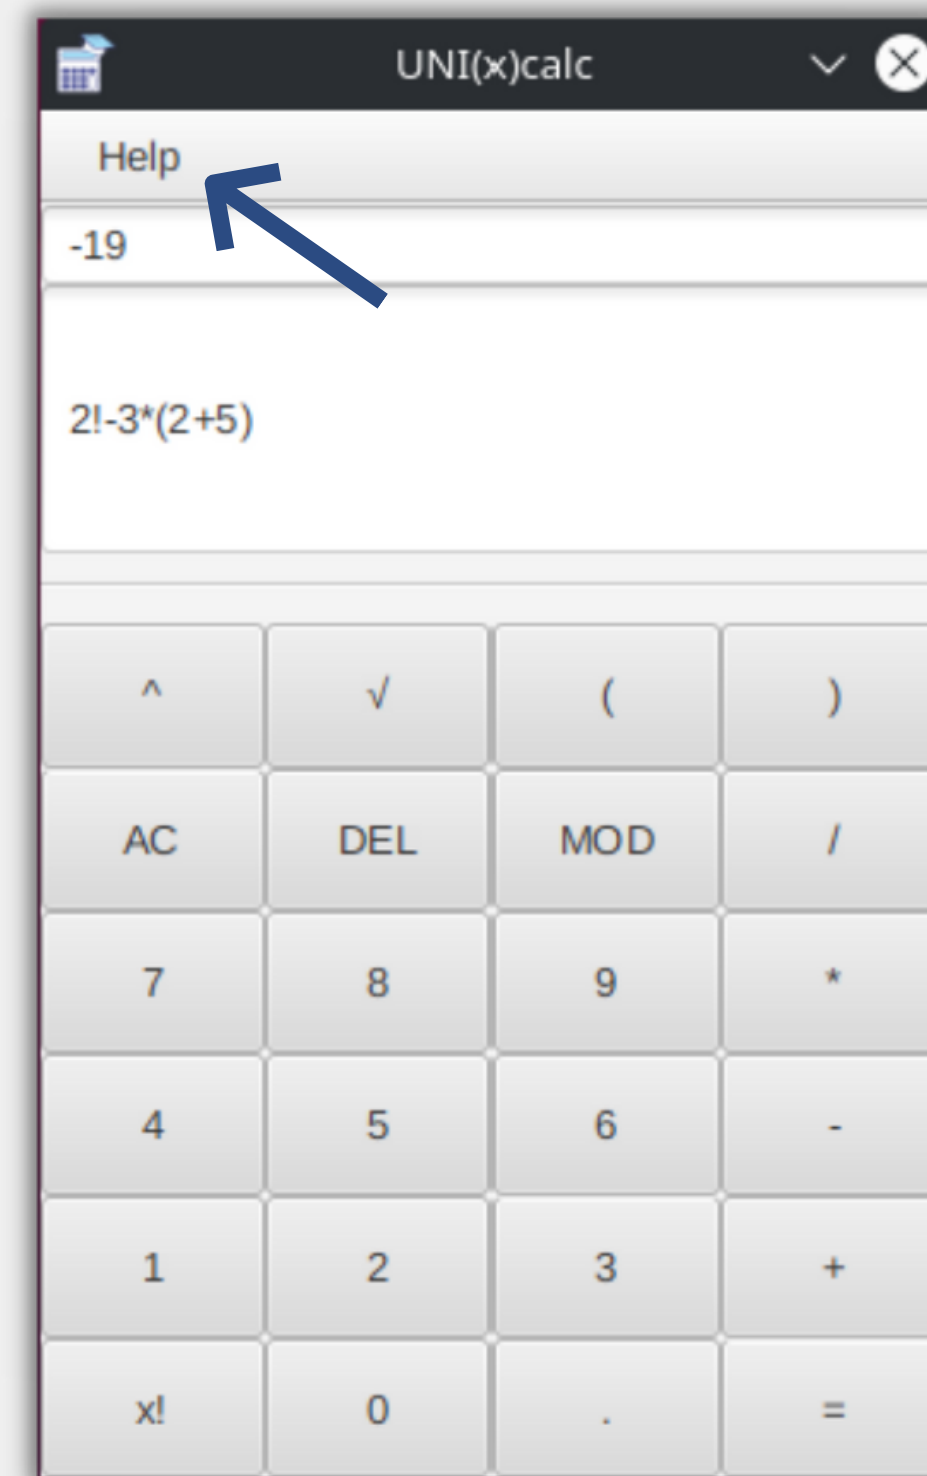 UNI(x)calc
Help
-19
2!-3*(2+5)
^ √ ( )
AC DEL MOD /
7 8 9 *
4 5 6 -
1 2 3 +
x! 0 . =